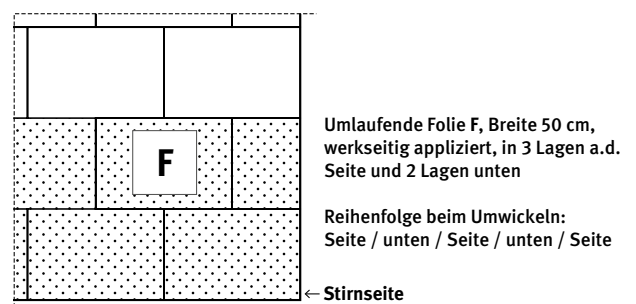 F
Umlaufende Folie F, Breite 50 cm,
werkseitig appliziert, in 3 Lagen a.d.
Seite und 2 Lagen unten
Reihenfolge beim Umwickeln:
Seite / unten / Seite / unten / Seite
← Stirnseite